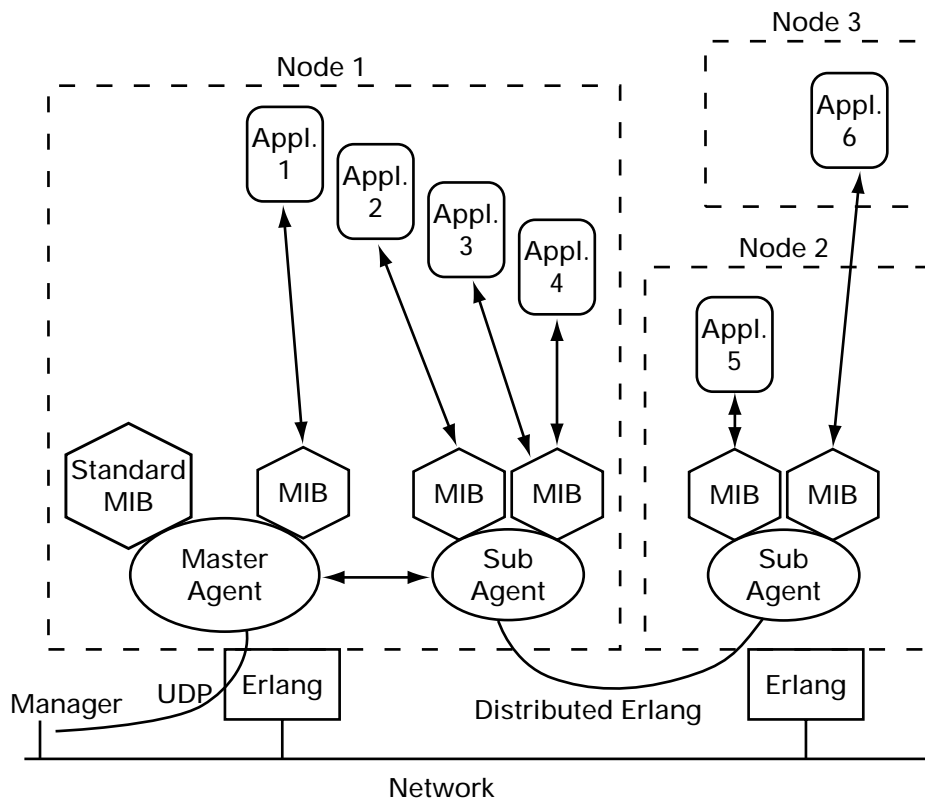 Node 3
Node 1
Appl.
1
Appl.
2
Appl.
3
Appl.
4
Appl.
6
Node 2
Appl.
5
Standard
MIB
MIB
MIB
MIB
MIB
MIB
Master
Agent
Sub
Agent
Sub
Agent
Manager
UDP
Erlang
Distributed Erlang
Erlang
Network